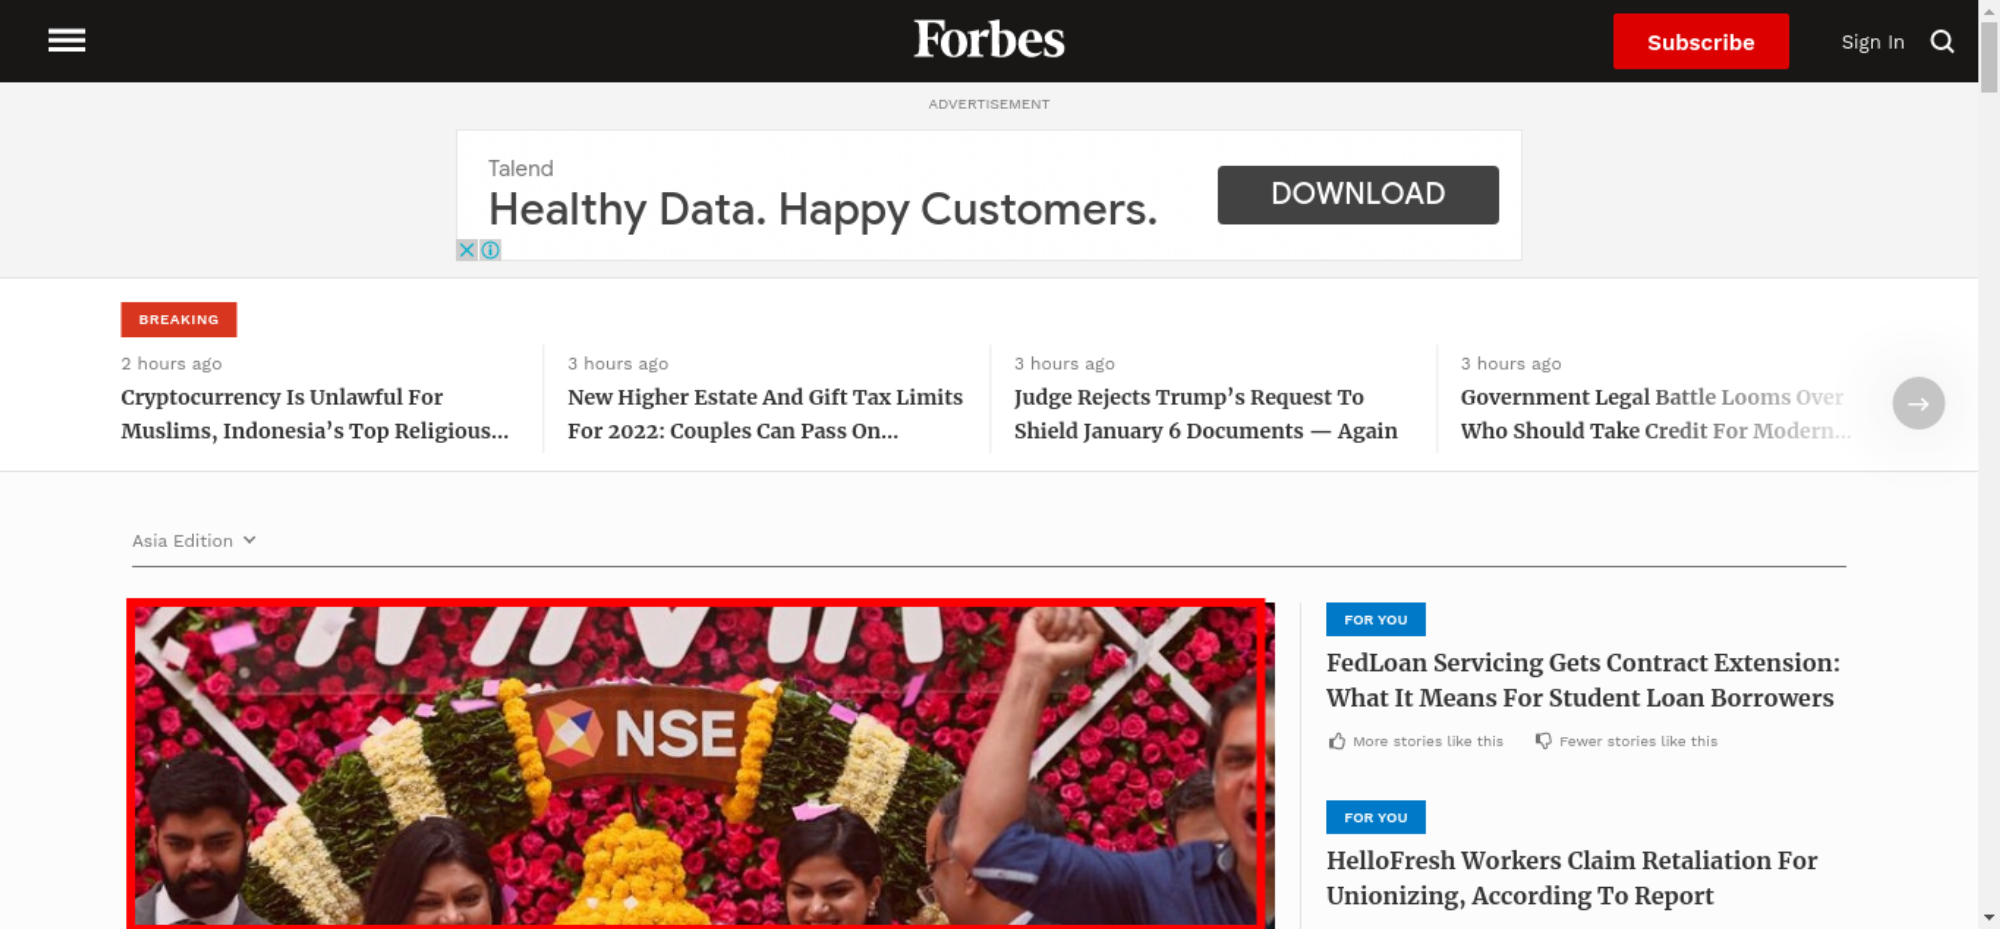 Forbes
Subscribe
Sign In
ADVERTISEMENT
Talend
Healthy Data. Happy Customers.
DOWNLOAD
BREAKING
2 hours ago
Cryptocurrency Is Unlawful For
Muslims, Indonesia’s Top Religious...
3 hours ago
New Higher Estate And Gift Tax Limits
For 2022: Couples Can Pass On...
3 hours ago
Judge Rejects Trump’s Request To
Shield January 6 Documents — Again
3 hours ago
Government Legal Battle Looms Over
Who Should Take Credit For Modern...
Asia Edition
NSE
FOR YOU
FedLoan Servicing Gets Contract Extension:
What It Means For Student Loan Borrowers
More stories like this
Fewer stories like this
FOR YOU
HelloFresh Workers Claim Retaliation For
Unionizing, According To Report